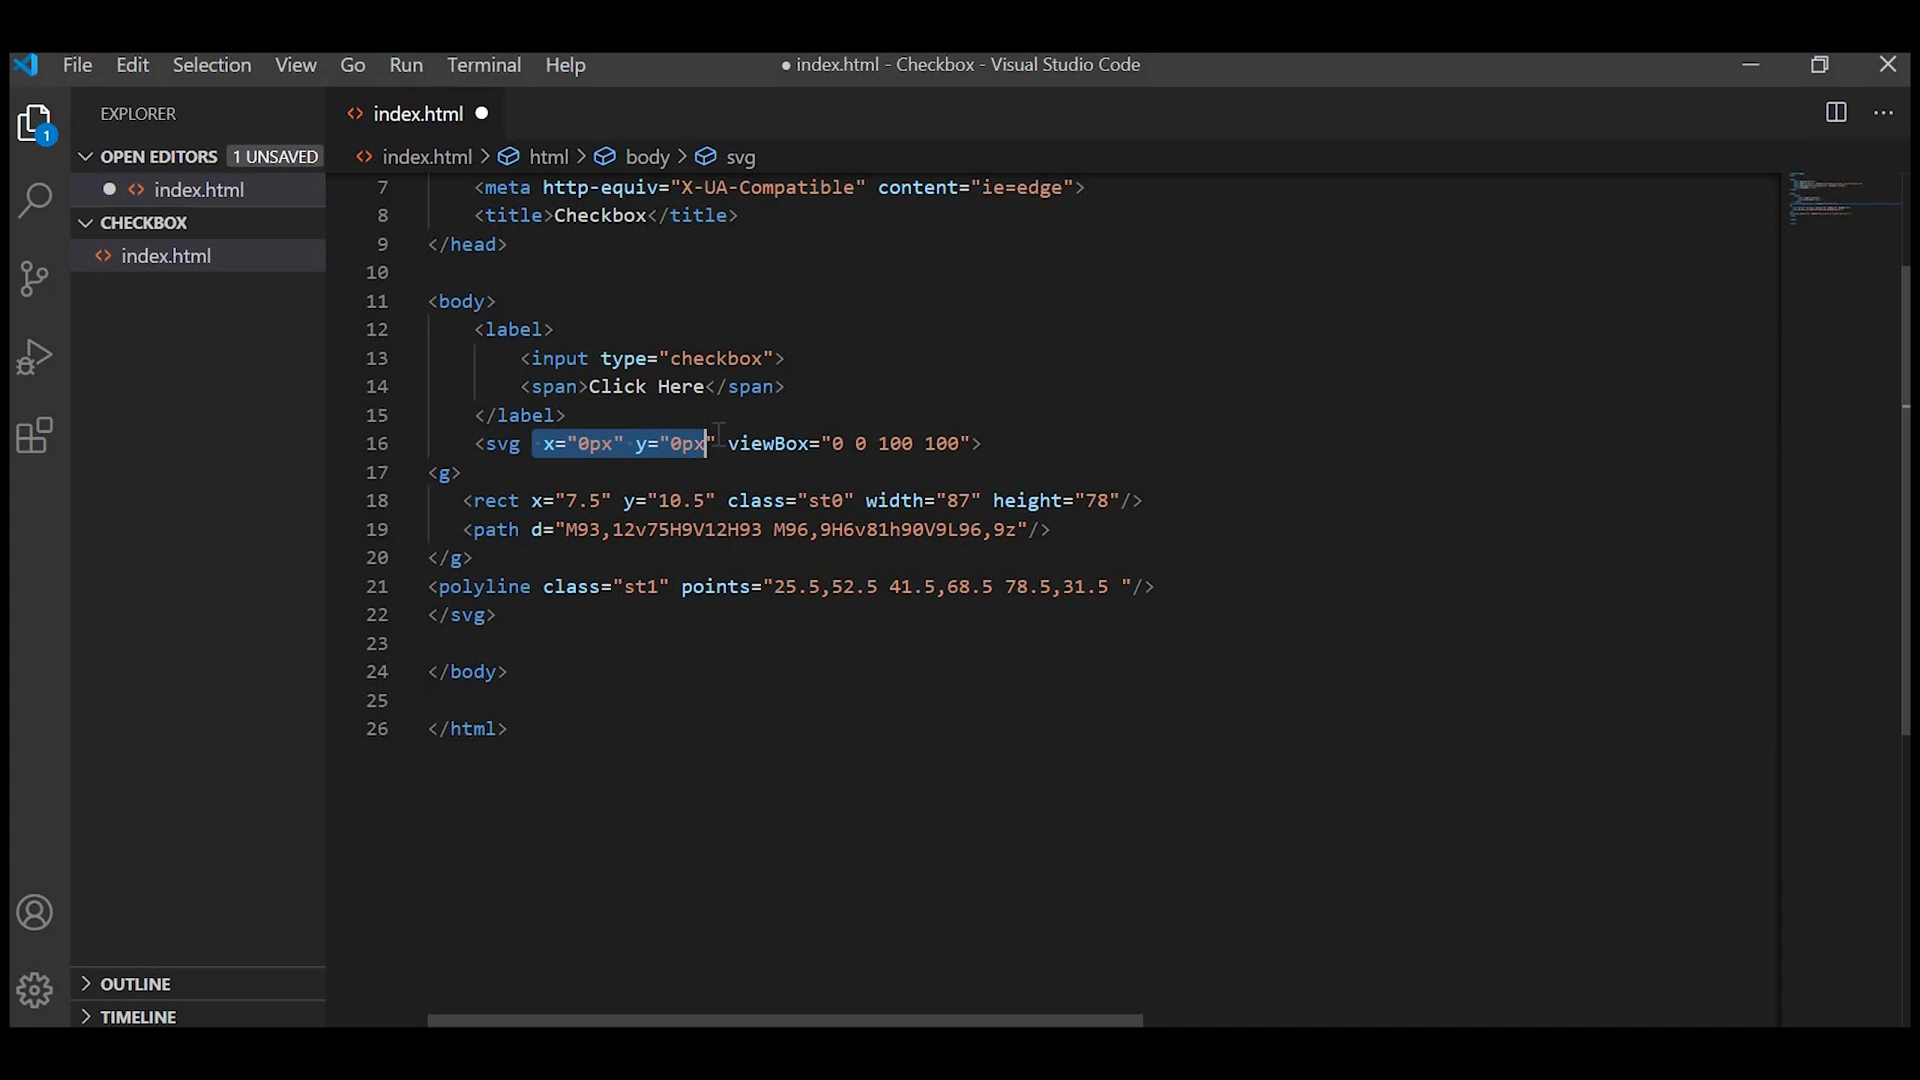 File Edit Selection View Go Run Terminal Help
● index.html - Checkbox - Visual Studio Code
1
EXPLORER
OPEN EDITORS 1 UNSAVED
index.html
CHECKBOX
index.html
OUTLINE
TIMELINE
index.html
index.html > html > body > svg
7 <meta http-equiv="X-UA-Compatible" content="ie=edge">
8 <title>Checkbox</title>
9 </head>
10
11 <body>
12 <label>
13 <input type="checkbox">
14 <span>Click Here</span>
15 </label>
16 <svg  x="0px" y="0px" viewBox="0 0 100 100">
17 <g>
18 <rect x="7.5" y="10.5" class="st0" width="87" height="78"/>
19 <path d="M93,12v75H9V12H93 M96,9H6v81h90V9L96,9z"/>
20 </g>
21 <polyline class="st1" points="25.5,52.5 41.5,68.5 78.5,31.5 "/>
22 </svg>
23
24 </body>
25
26 </html>